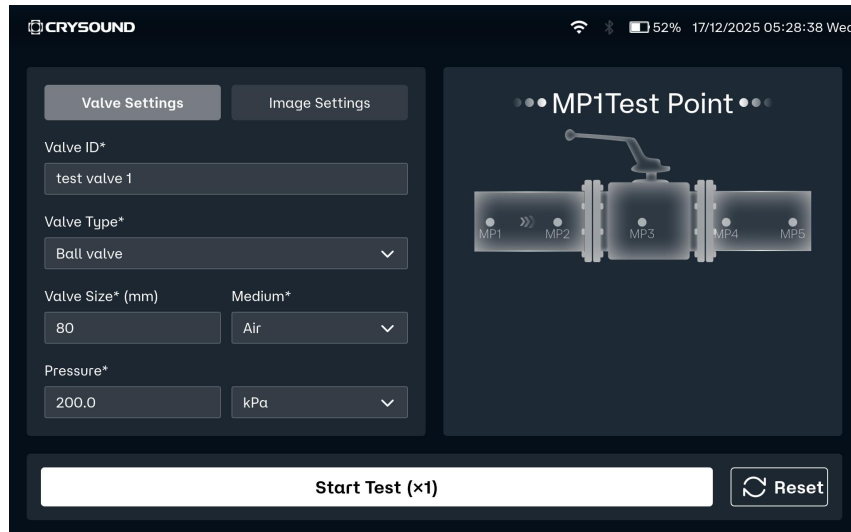 CRYSOUND
52% 17/12/2025 05:28:38 Wed
Valve Settings
Image Settings
Valve ID*
test valve 1
Valve Type*
Ball valve
Valve Size* (mm)
Medium*
80
Air
Pressure*
200.0
kPa
MP1Test Point
MP1
MP2
MP3
MP4
MP5
Start Test (×1)
Reset